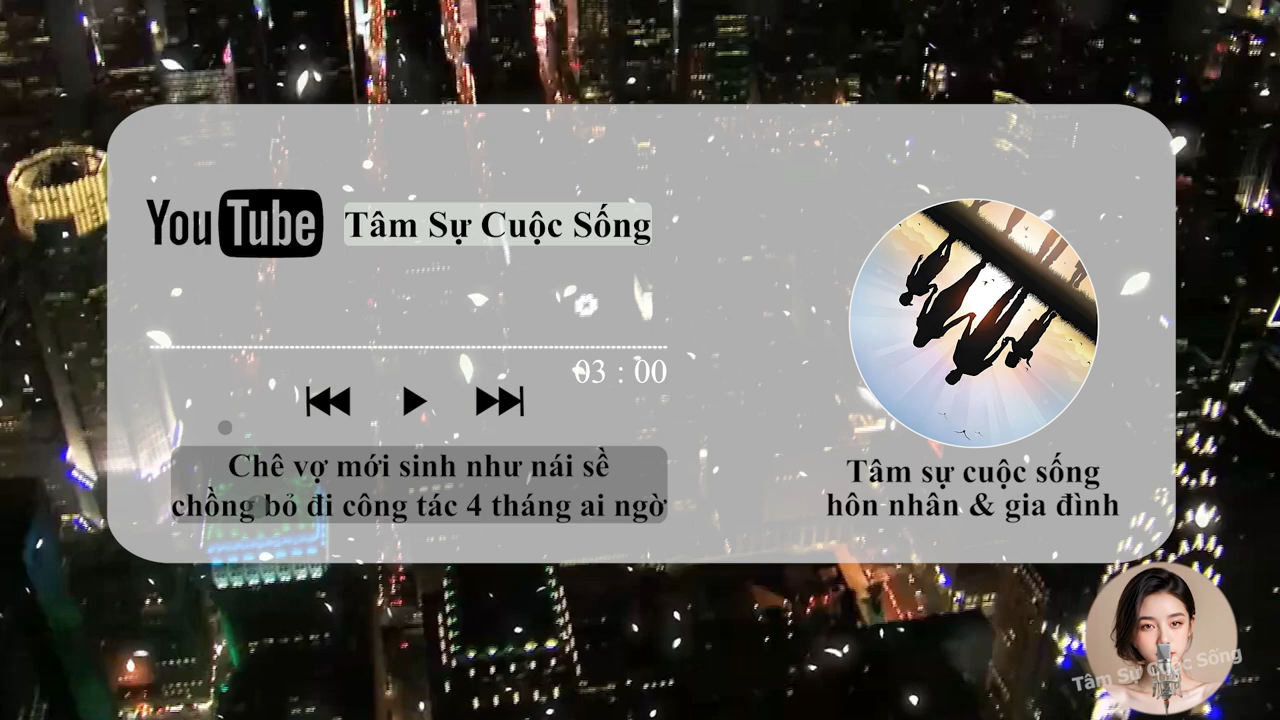 YouTube
Tâm Sự Cuộc Sống
03 : 00
Chê vợ mới sinh như nái sề
chồng bỏ đi công tác 4 tháng ai ngờ
Tâm sự cuộc sống
hôn nhân & gia đình
Tâm Sự Cuộc Sống